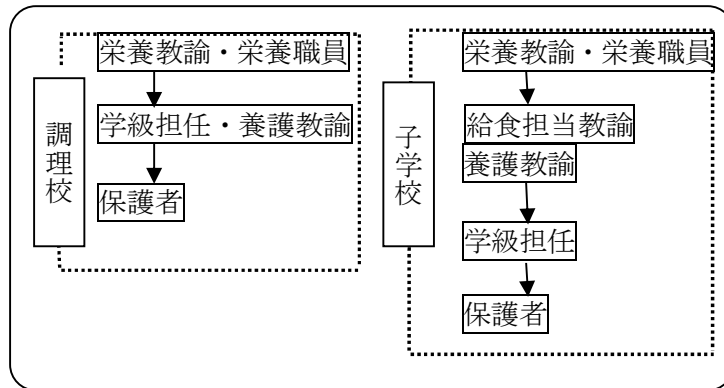 調理校
栄養教諭・栄養職員
学級担任・養護教諭
保護者
子学校
栄養教諭・栄養職員
給食担当教諭
養護教諭
学級担任
保護者